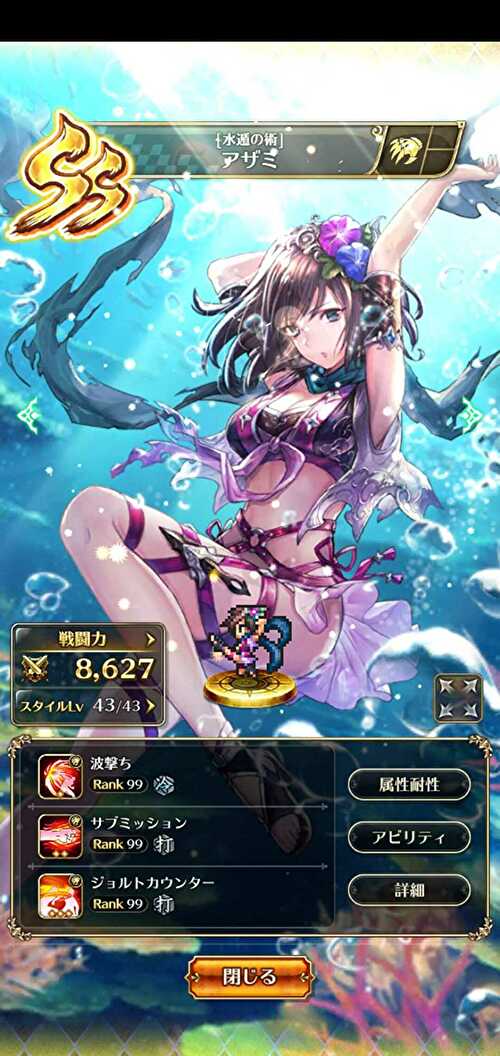 SS
[水遁の術]
アザミ
戦闘力
8,627
スタイルLv 43/43
波撃ち
Rank 99 冷
サブミッション
Rank 99 打
ジョルトカウンター
Rank 99 打
属性耐性
アビリティ
詳細
閉じる